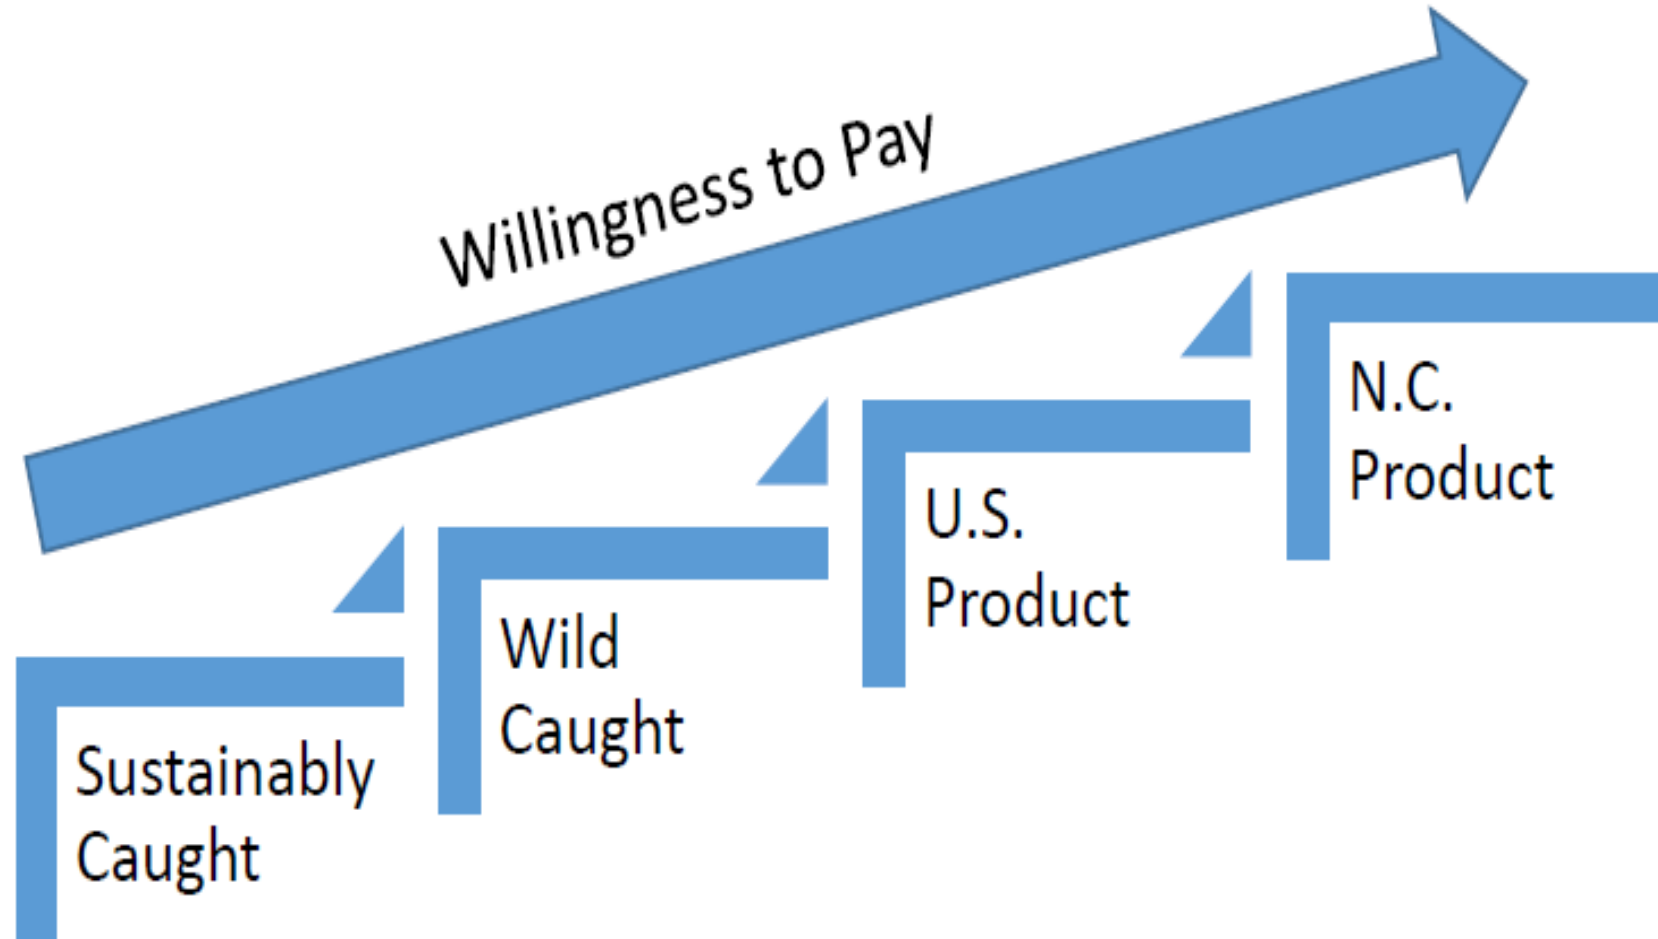 Willingness to Pay
N.C.
Product
U.S.
Product
Wild
Caught
Sustainably
Caught